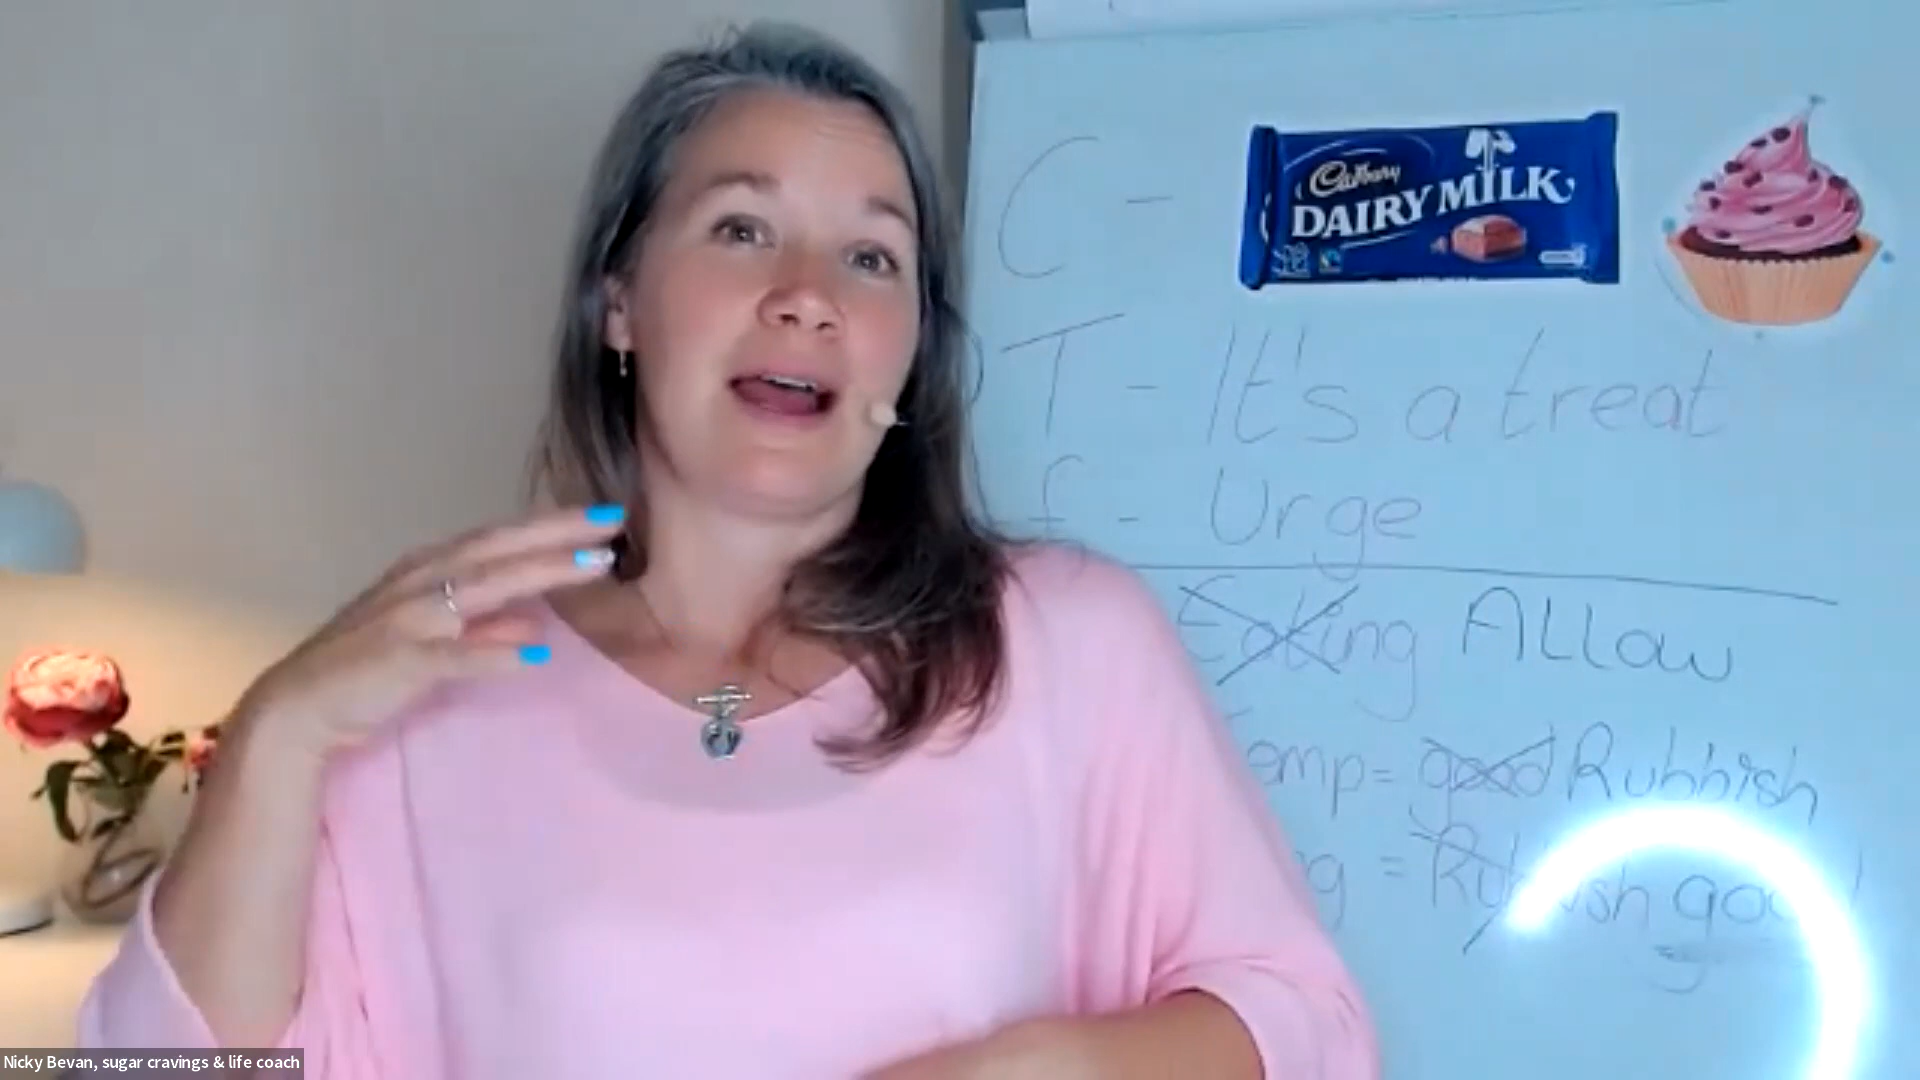 C -
Cadbury
DAIRY MILK
T - It's a treat
f - Urge
Eating Allow
emp = good Rubbish
g = Rubbish good
Nicky Bevan, sugar cravings & life coach